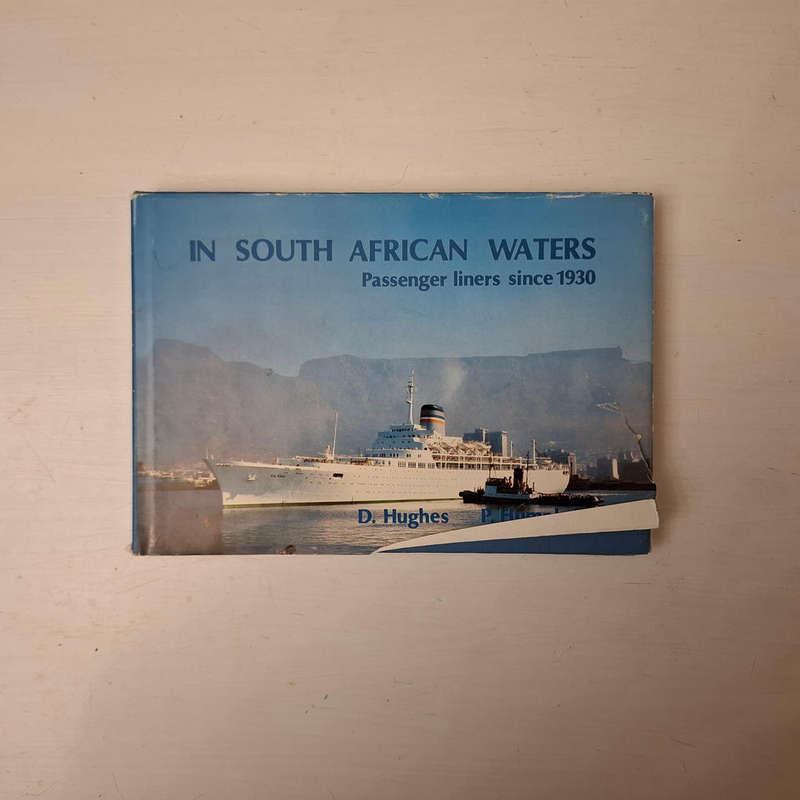 IN SOUTH AFRICAN WATERS
Passenger liners since 1930
D. Hughes P.